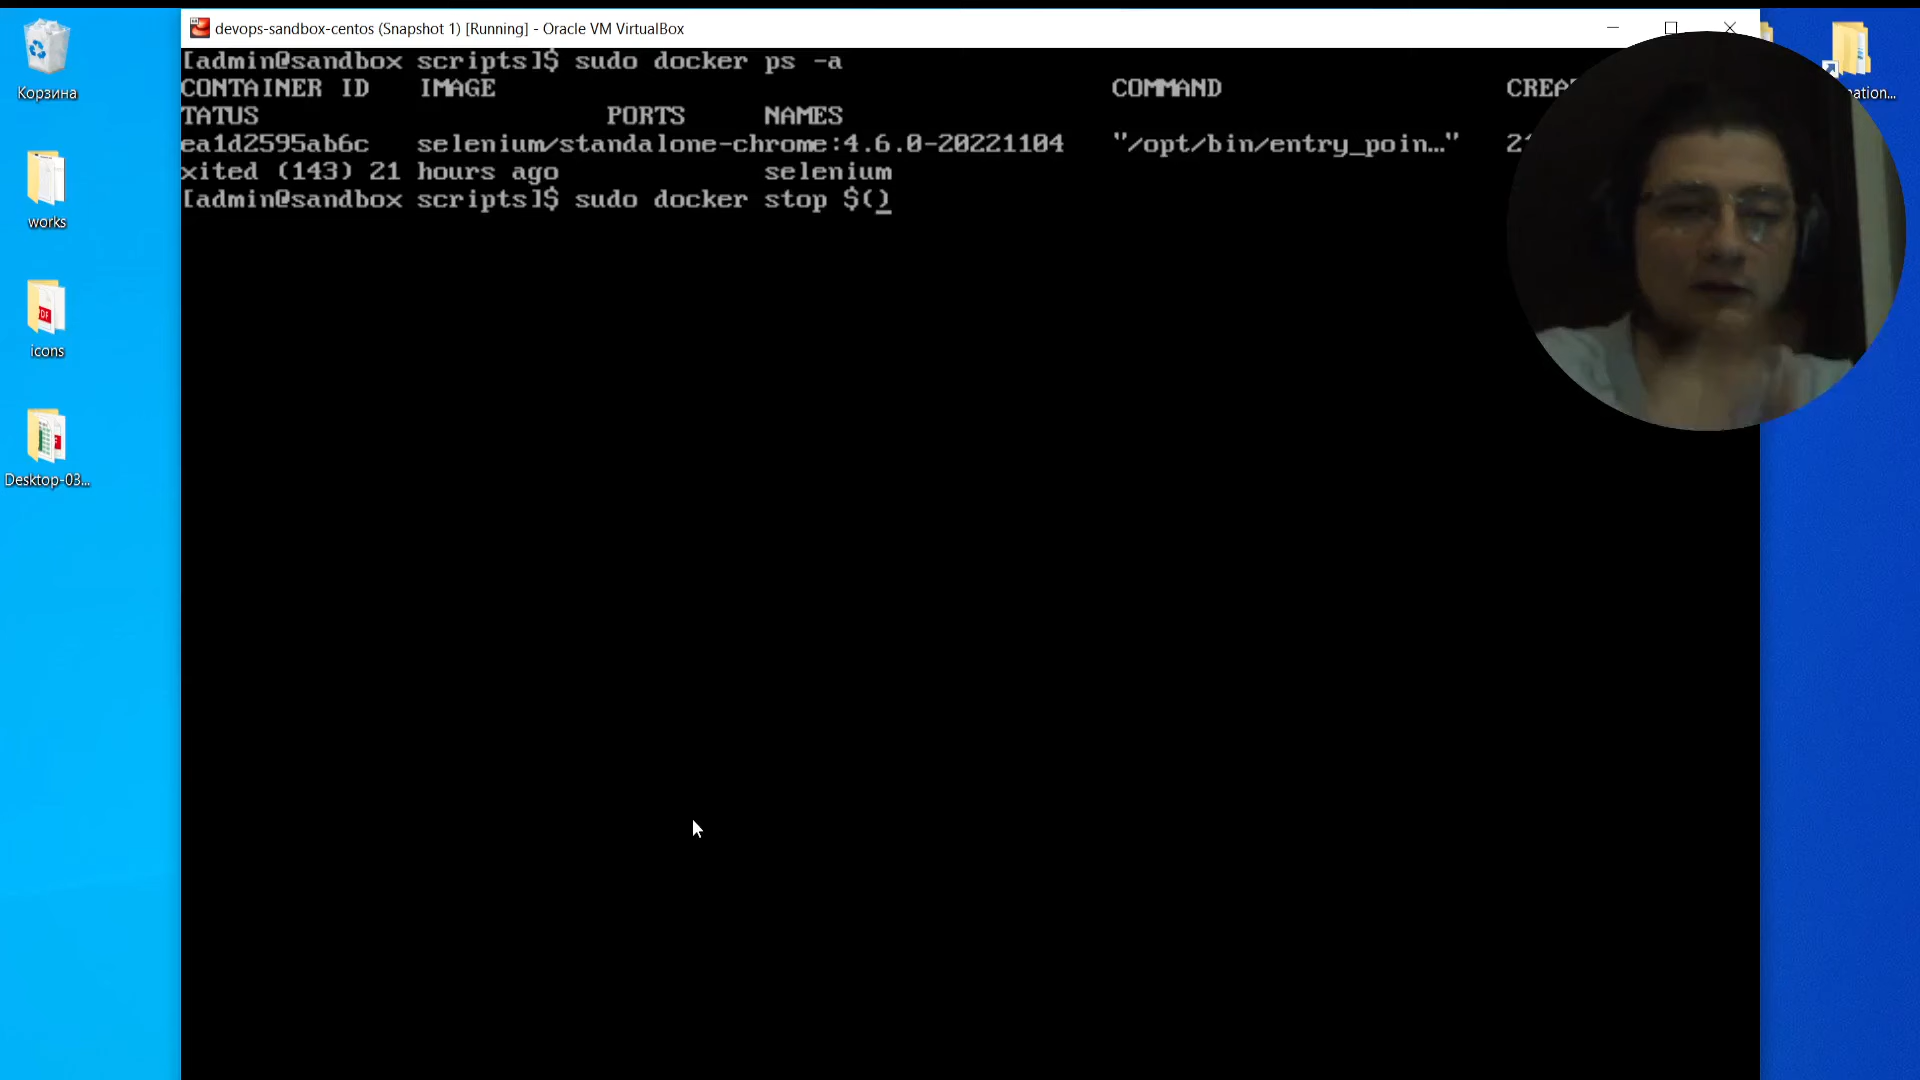 devops-sandbox-centos (Snapshot 1) [Running] - Oracle VM VirtualBox
[admin@sandbox scripts]$ sudo docker ps -a
CONTAINER ID IMAGE COMMAND
TATUS PORTS NAMES
ea1d2595ab6c selenium/standalone-chrome:4.6.0-20221104 "/opt/bin/entry_poin…"
xited (143) 21 hours ago selenium
[admin@sandbox scripts]$ sudo docker stop $()
Корзина
works
icons
PDF
Desktop-03...